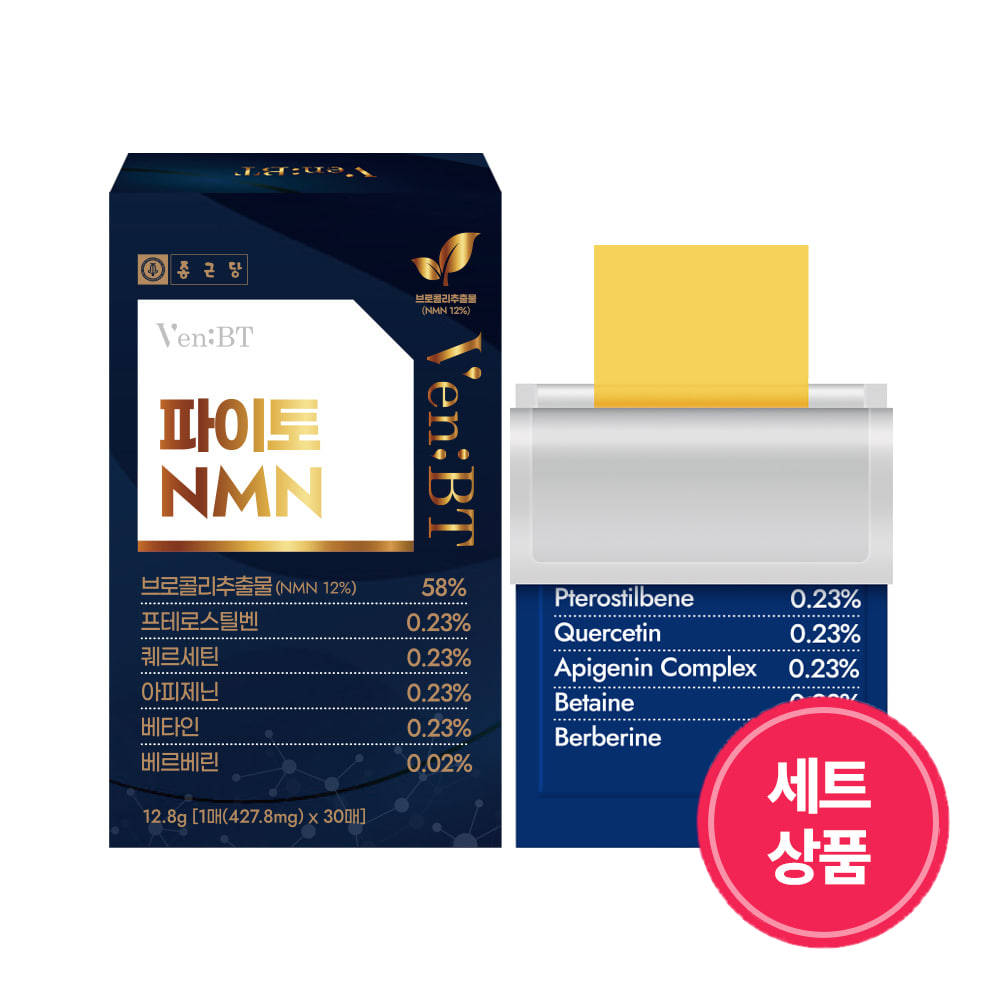 Ven:BT
종근당
브로콜리추출물
(NMN 12%)
Ven:BT
Ven:BT
파이토
NMN
브로콜리추출물 (NMN 12%) 58%
프테로스틸벤 0.23%
퀘르세틴 0.23%
아피제닌 0.23%
베타인 0.23%
베르베린 0.02%
12.8g [1매(427.8mg) x 30매]
Pterostilbene 0.23%
Quercetin 0.23%
Apigenin Complex 0.23%
Betaine
Berberine
세트
상품